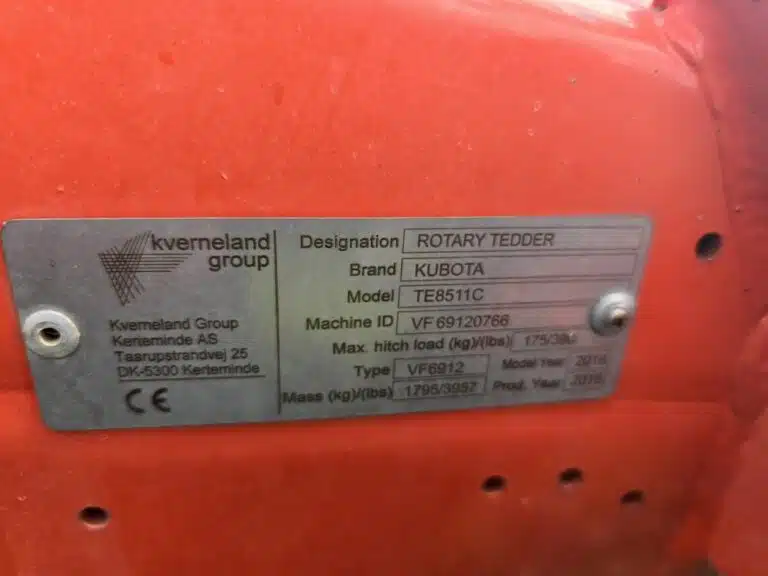 kverneland
group
Kverneland Group
Kerteminde AS
Taarupstrandvej 25
DK-5300 Kerteminde
CE
Designation ROTARY TEDDER
Brand KUBOTA
Model TE8511C
Machine ID VF 69120766
Max. hitch load (kg)/(lbs)
Type VF6912 Model Year 2016
Mass (kg)/(lbs) 1795/3957 Prod. Year